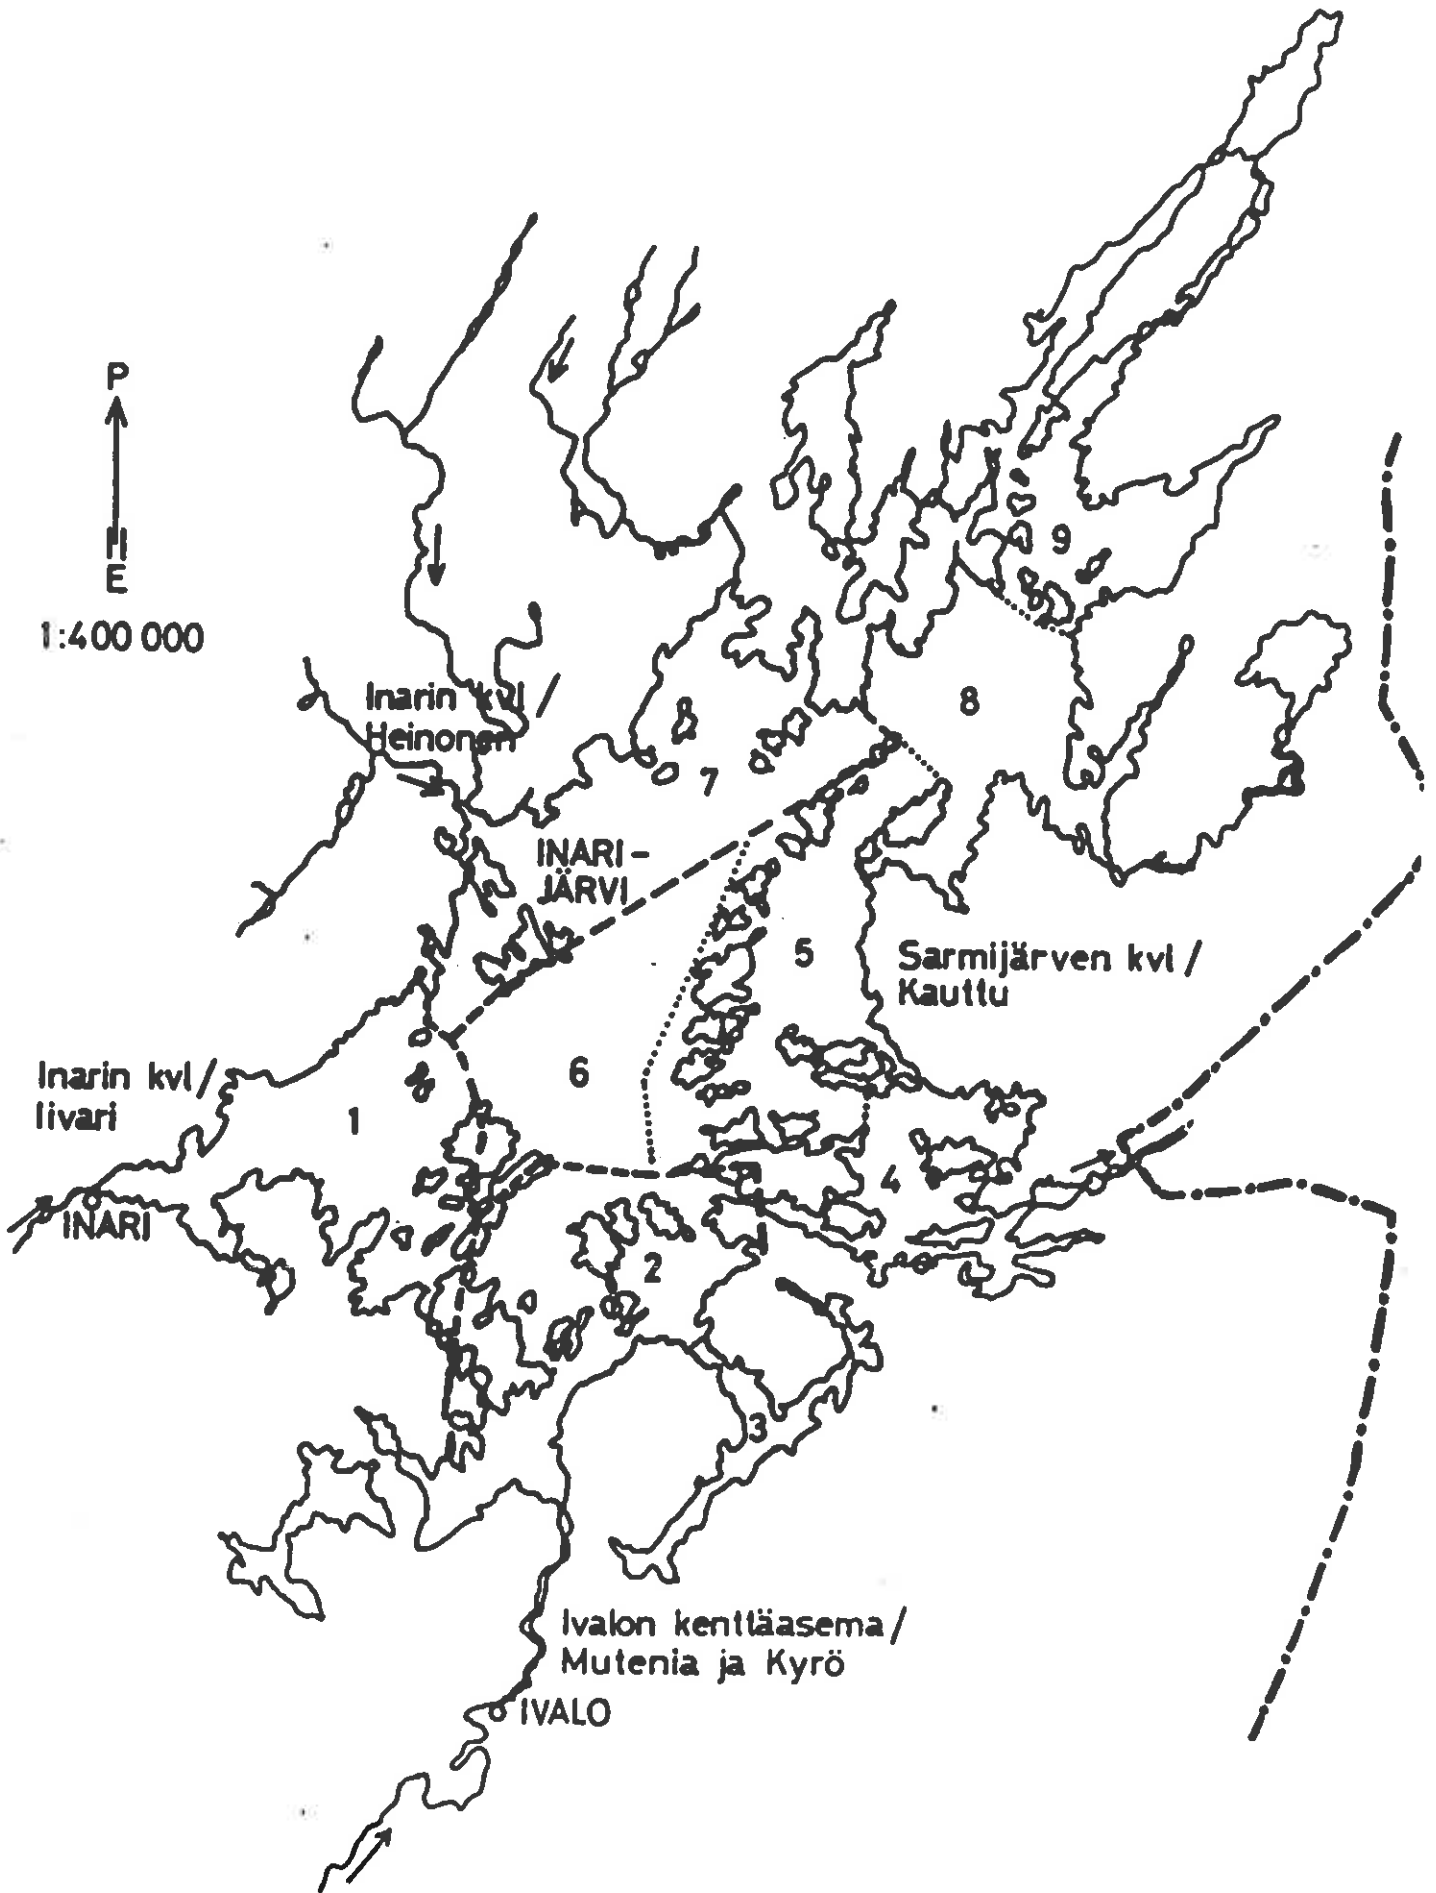 P
E
1:400 000
Inarin kvl /
Heinonen
9
8
7
INARI-
JÄRVI
5
Sarmijärven kvl /
Kauttu
6
Inarin kvl /
Iivari
1
4
INARI
2
3
Ivalon kenttäasema /
Mutenia ja Kyrö
IVALO